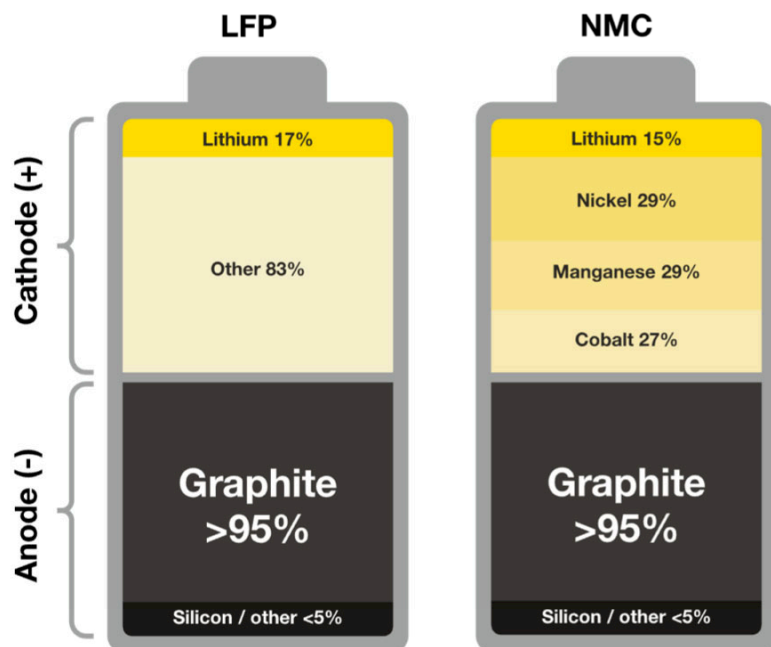 LFP
NMC
Cathode (+)
Lithium 17%
Other 83%
Lithium 15%
Nickel 29%
Manganese 29%
Cobalt 27%
Anode (-)
Graphite
>95%
Silicon / other <5%
Graphite
>95%
Silicon / other <5%